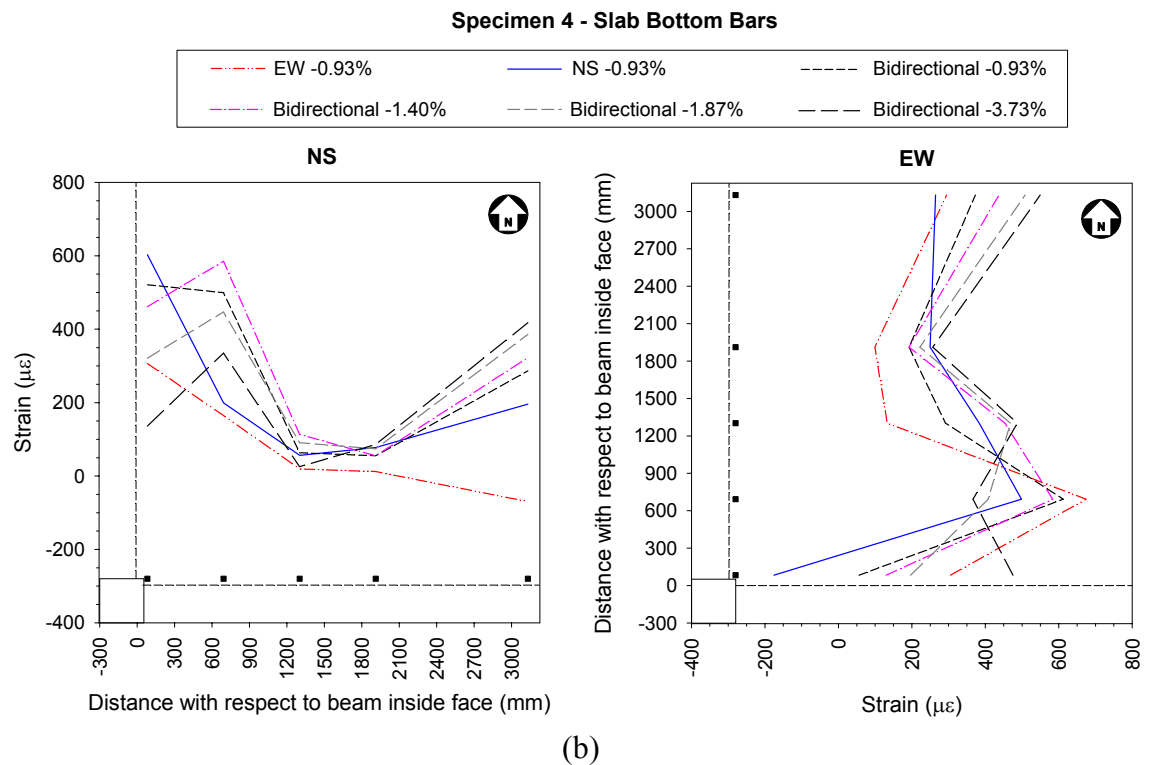 Specimen 4 - Slab Bottom Bars
EW -0.93% NS -0.93% Bidirectional -0.93%
Bidirectional -1.40% Bidirectional -1.87% Bidirectional -3.73%
NS
800
600
400
200
0
-200
-400
-300 0 300 600 900 1200 1500 1800 2100 2400 2700 3000
Strain (με)
Distance with respect to beam inside face (mm)
N
EW
3000
2700
2400
2100
1800
1500
1200
900
600
300
0
-300
-400 -200 0 200 400 600 800
Distance with respect to beam inside face (mm)
Strain (με)
N
(b)